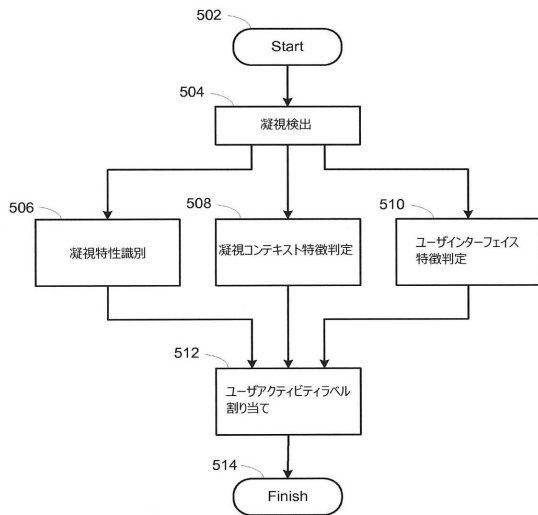 502
Start
504
凝視検出
506
凝視特性識別
508
凝視コンテキスト特徴判定
510
ユーザインターフェイス
特徴判定
512
ユーザアクティビティラベル
割り当て
514
Finish